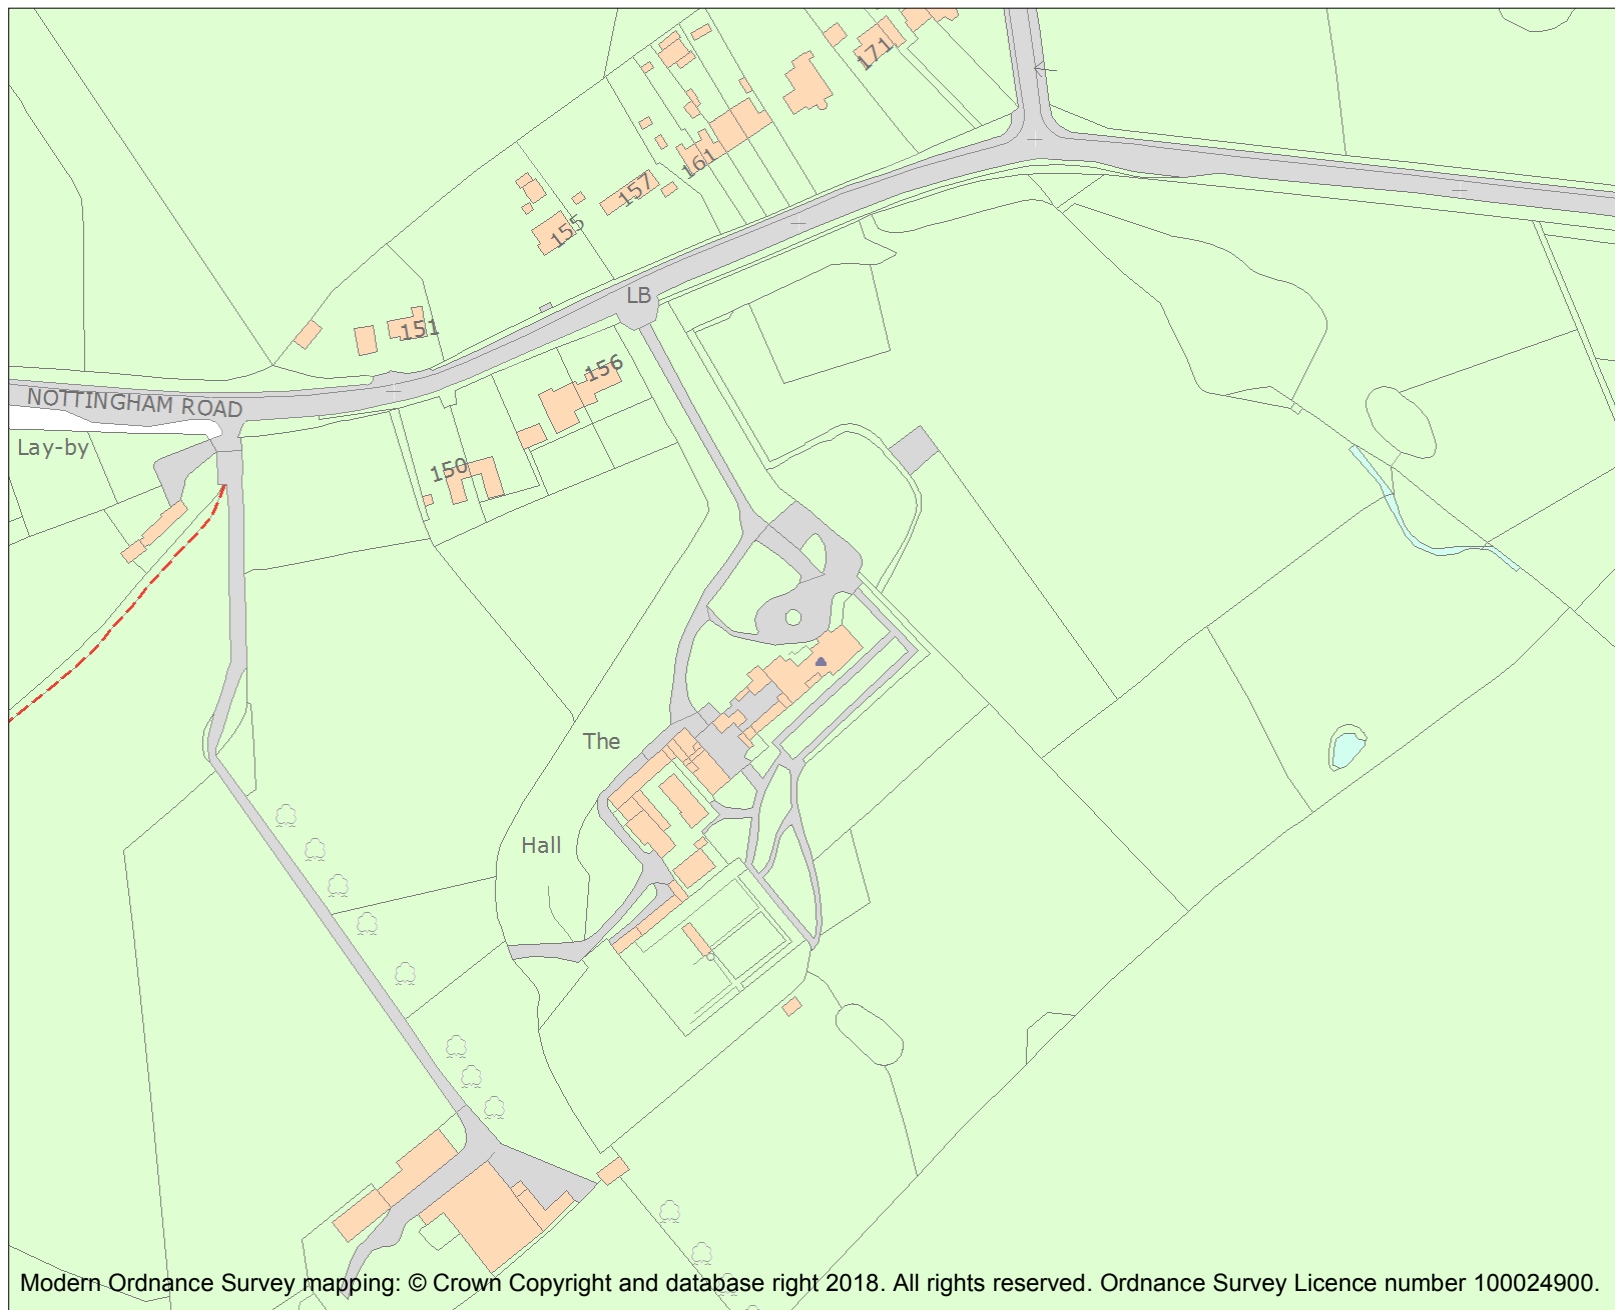 171
161
157
155
LB
151
156
NOTTINGHAM ROAD
Lay-by
150
The
Hall
Modern Ordnance Survey mapping: © Crown Copyright and database right 2018. All rights reserved. Ordnance Survey Licence number 100024900.